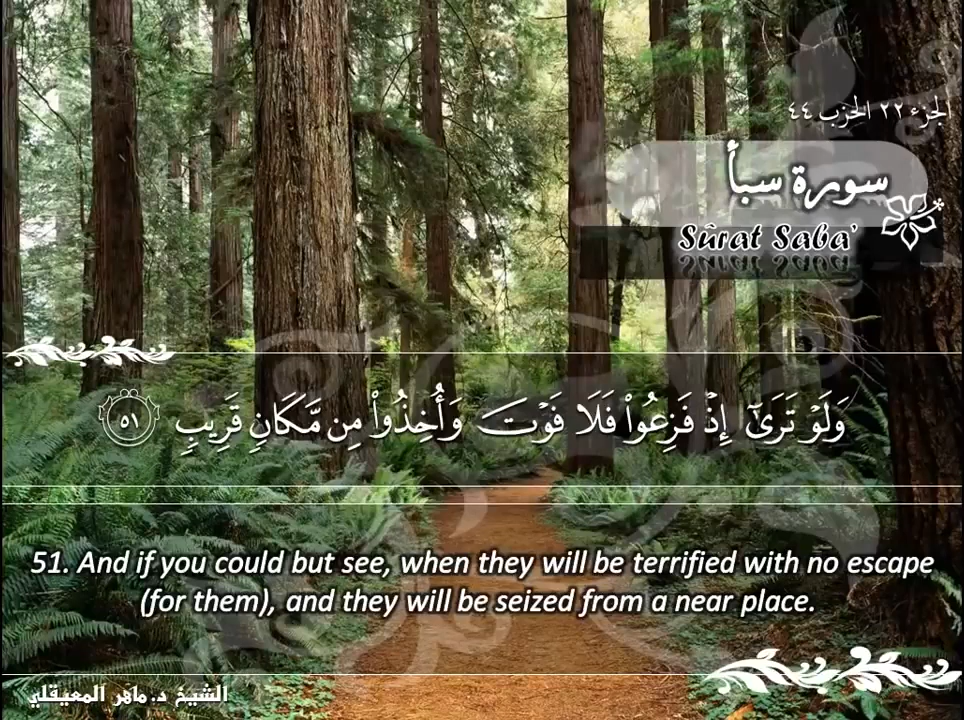 الجزء ٢٢ الحزب ٤٤
سورة سبأ
Sûrat Saba'
وَلَوْ تَرَىٰٓ إِذْ فَزِعُوا۟ فَلَا فَوْتَ وَأُخِذُوا۟ مِن مَّكَانٍ قَرِيبٍ ٥١
51. And if you could but see, when they will be terrified with no escape
(for them), and they will be seized from a near place.
الشيخ د. ماهر المعيقلي